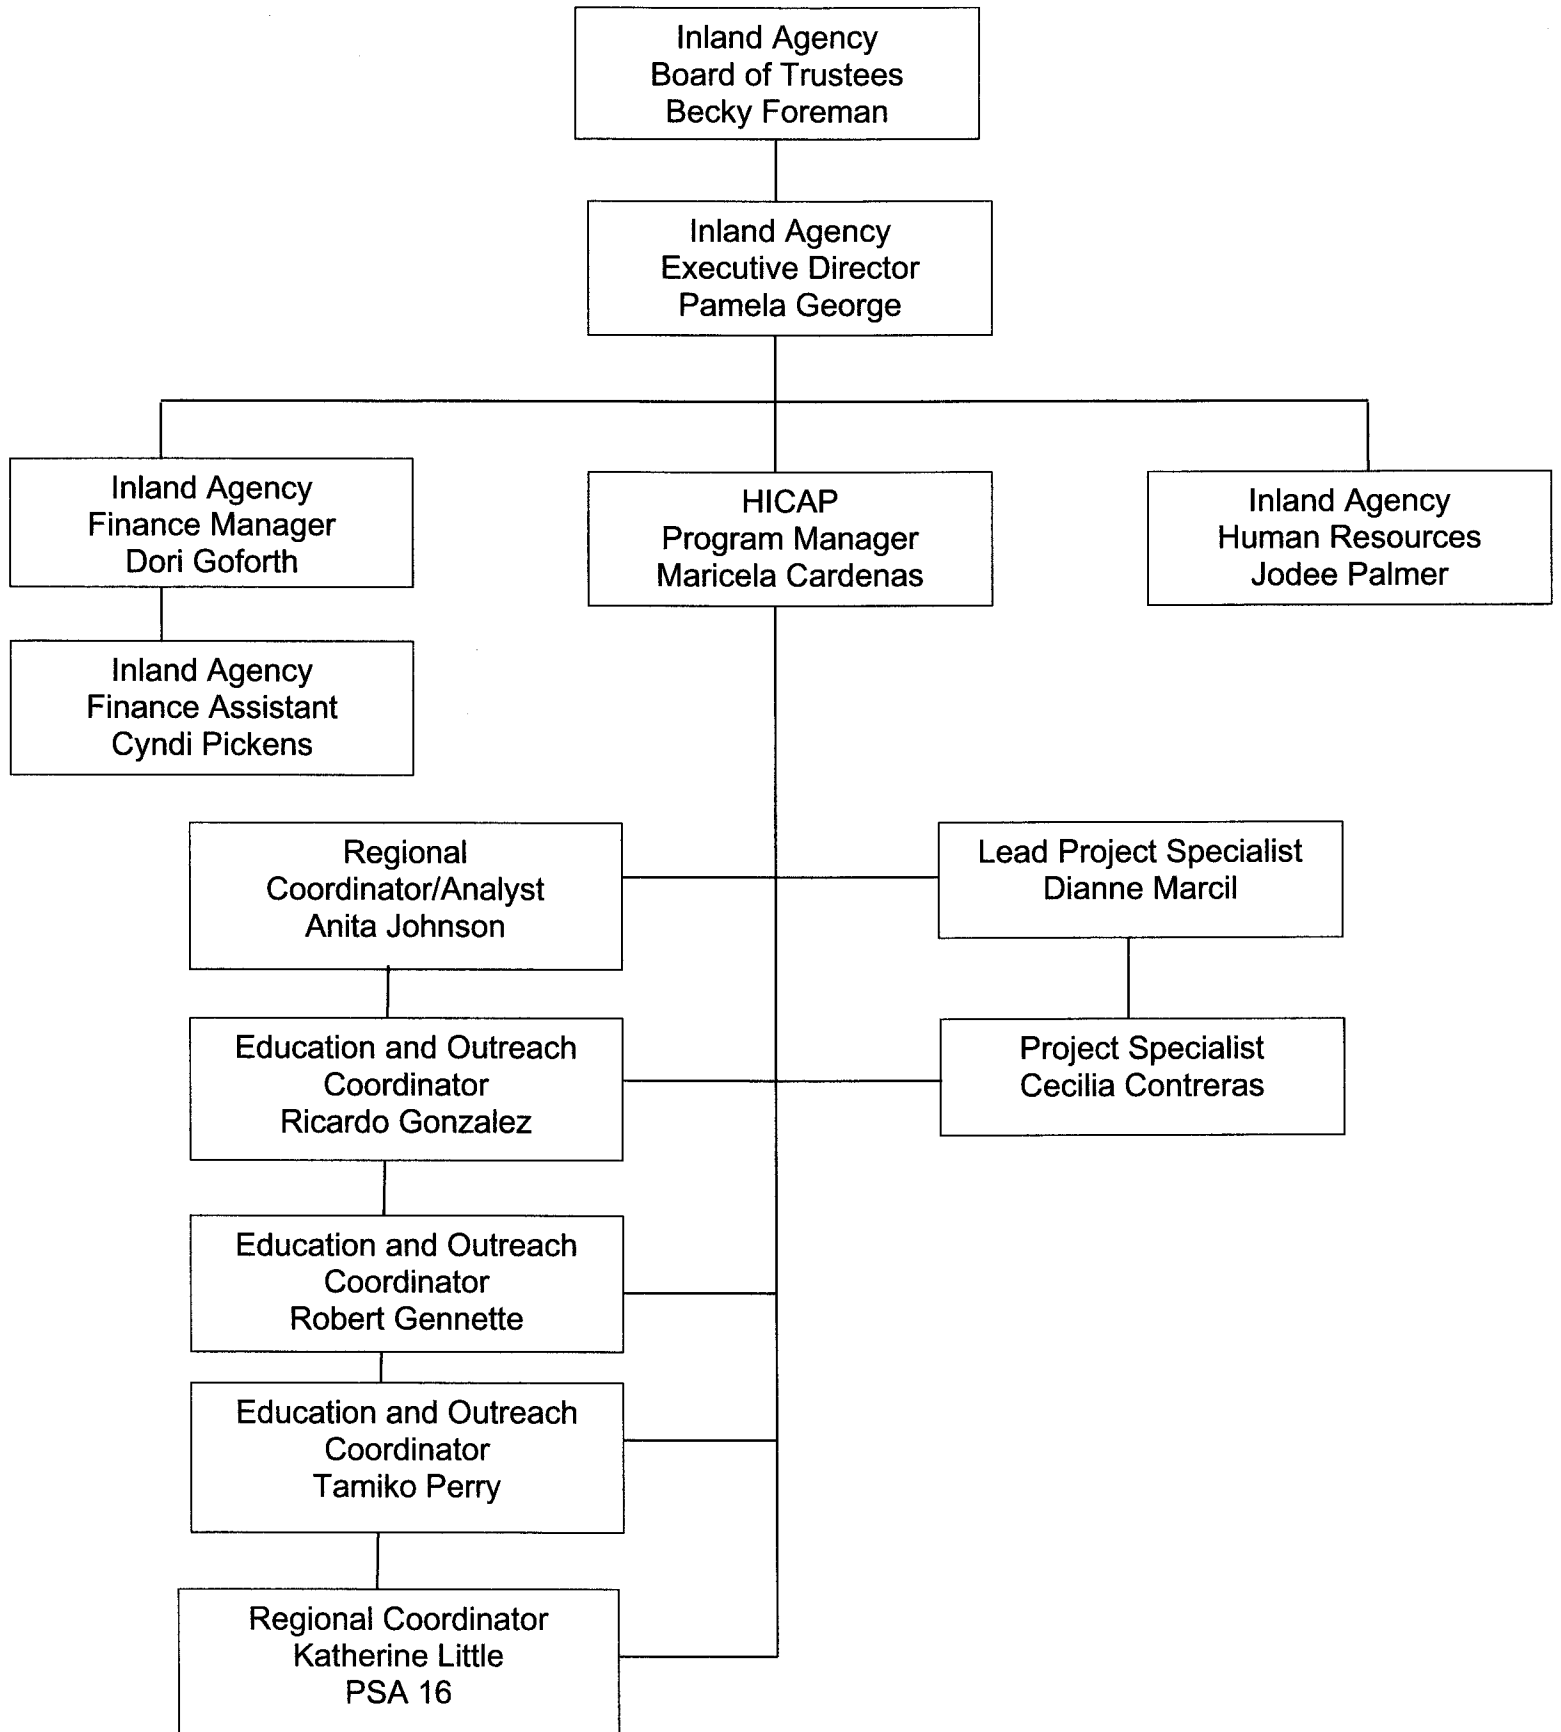 Inland Agency
Board of Trustees
Becky Foreman
Inland Agency
Executive Director
Pamela George
Inland Agency
Finance Manager
Dori Goforth
HICAP
Program Manager
Maricela Cardenas
Inland Agency
Human Resources
Jodee Palmer
Inland Agency
Finance Assistant
Cyndi Pickens
Regional
Coordinator/Analyst
Anita Johnson
Lead Project Specialist
Dianne Marcil
Education and Outreach
Coordinator
Ricardo Gonzalez
Project Specialist
Cecilia Contreras
Education and Outreach
Coordinator
Robert Gennette
Education and Outreach
Coordinator
Tamiko Perry
Regional Coordinator
Katherine Little
PSA 16